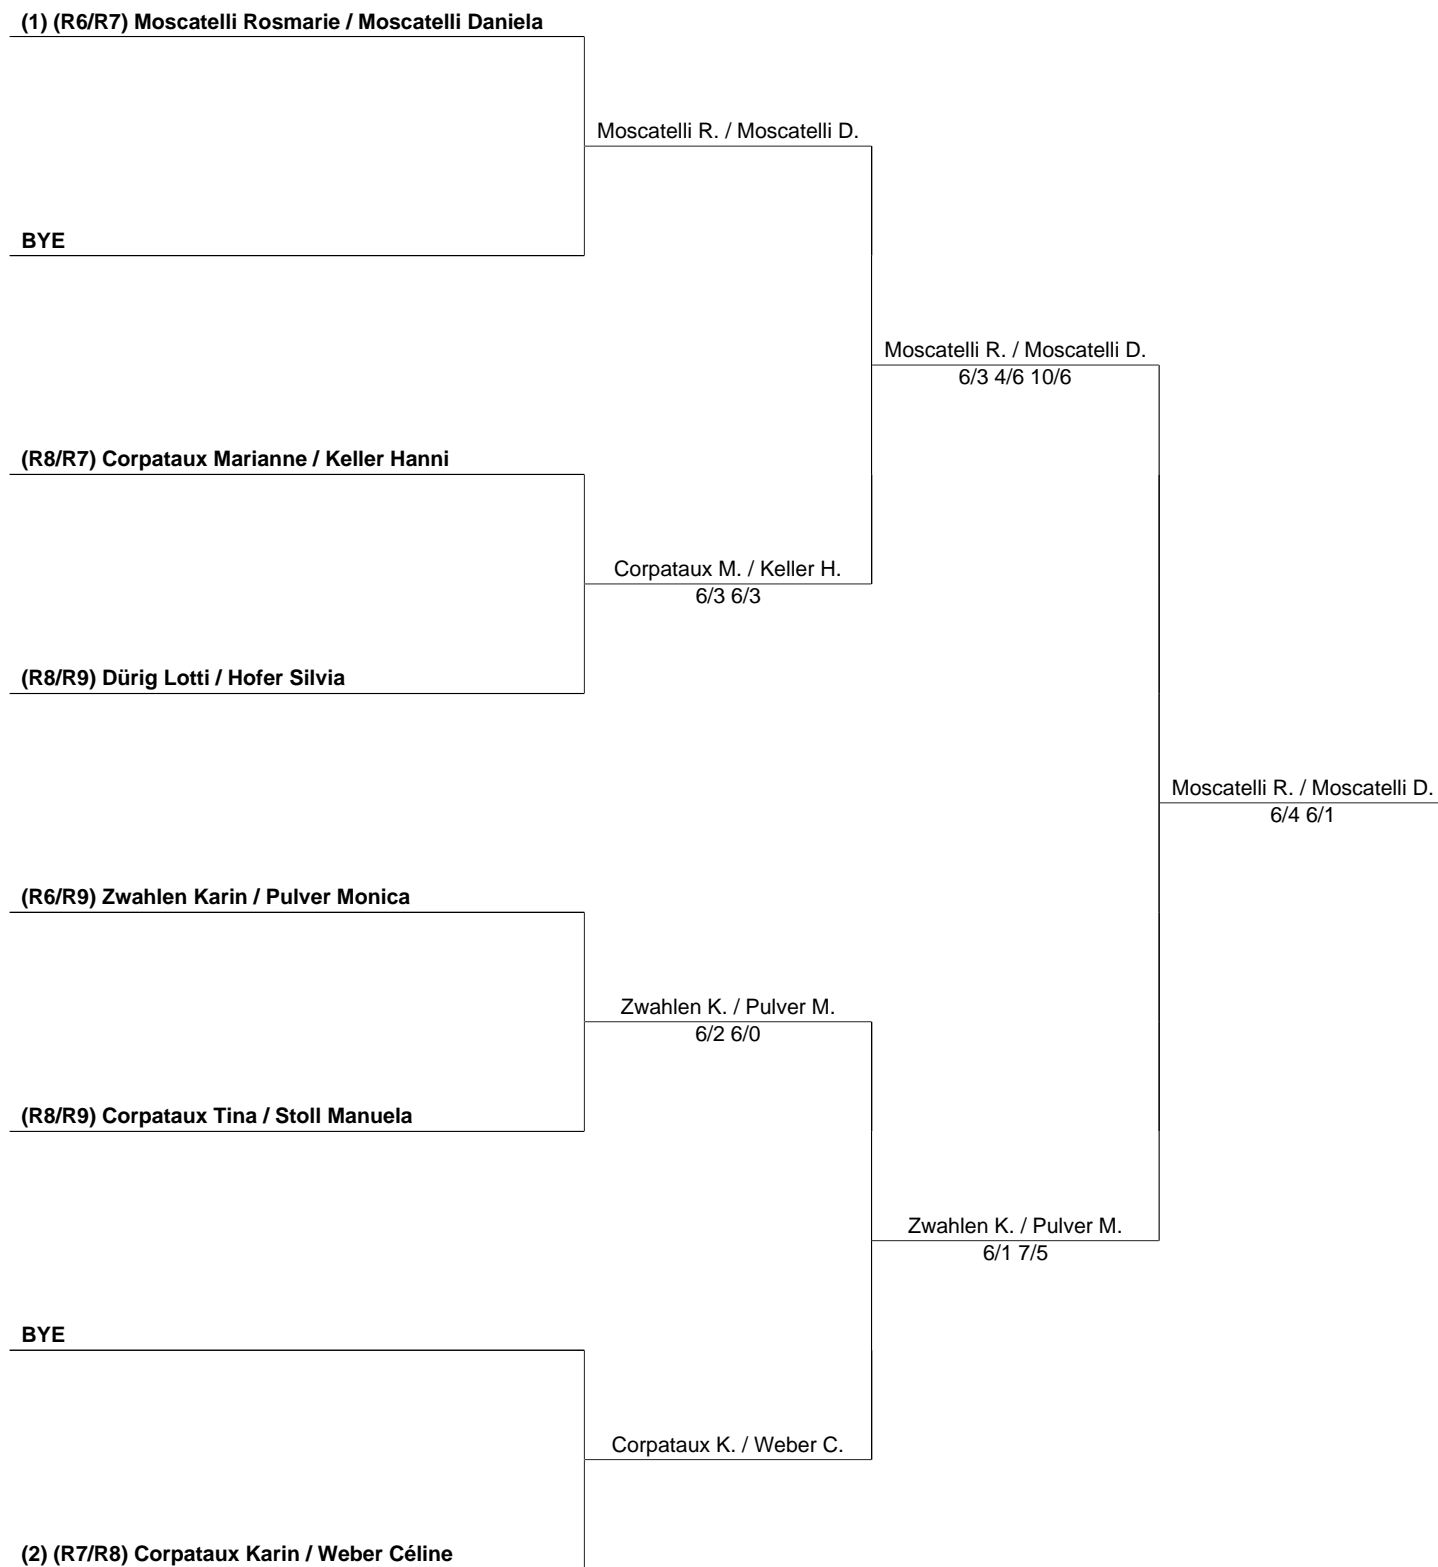 (1) (R6/R7) Moscatelli Rosmarie / Moscatelli Daniela
Moscatelli R. / Moscatelli D.
BYE
Moscatelli R. / Moscatelli D.
6/3 4/6 10/6
(R8/R7) Corpataux Marianne / Keller Hanni
Corpataux M. / Keller H.
6/3 6/3
(R8/R9) Dürig Lotti / Hofer Silvia
Moscatelli R. / Moscatelli D.
6/4 6/1
(R6/R9) Zwahlen Karin / Pulver Monica
Zwahlen K. / Pulver M.
6/2 6/0
(R8/R9) Corpataux Tina / Stoll Manuela
Zwahlen K. / Pulver M.
6/1 7/5
BYE
Corpataux K. / Weber C.
(2) (R7/R8) Corpataux Karin / Weber Céline